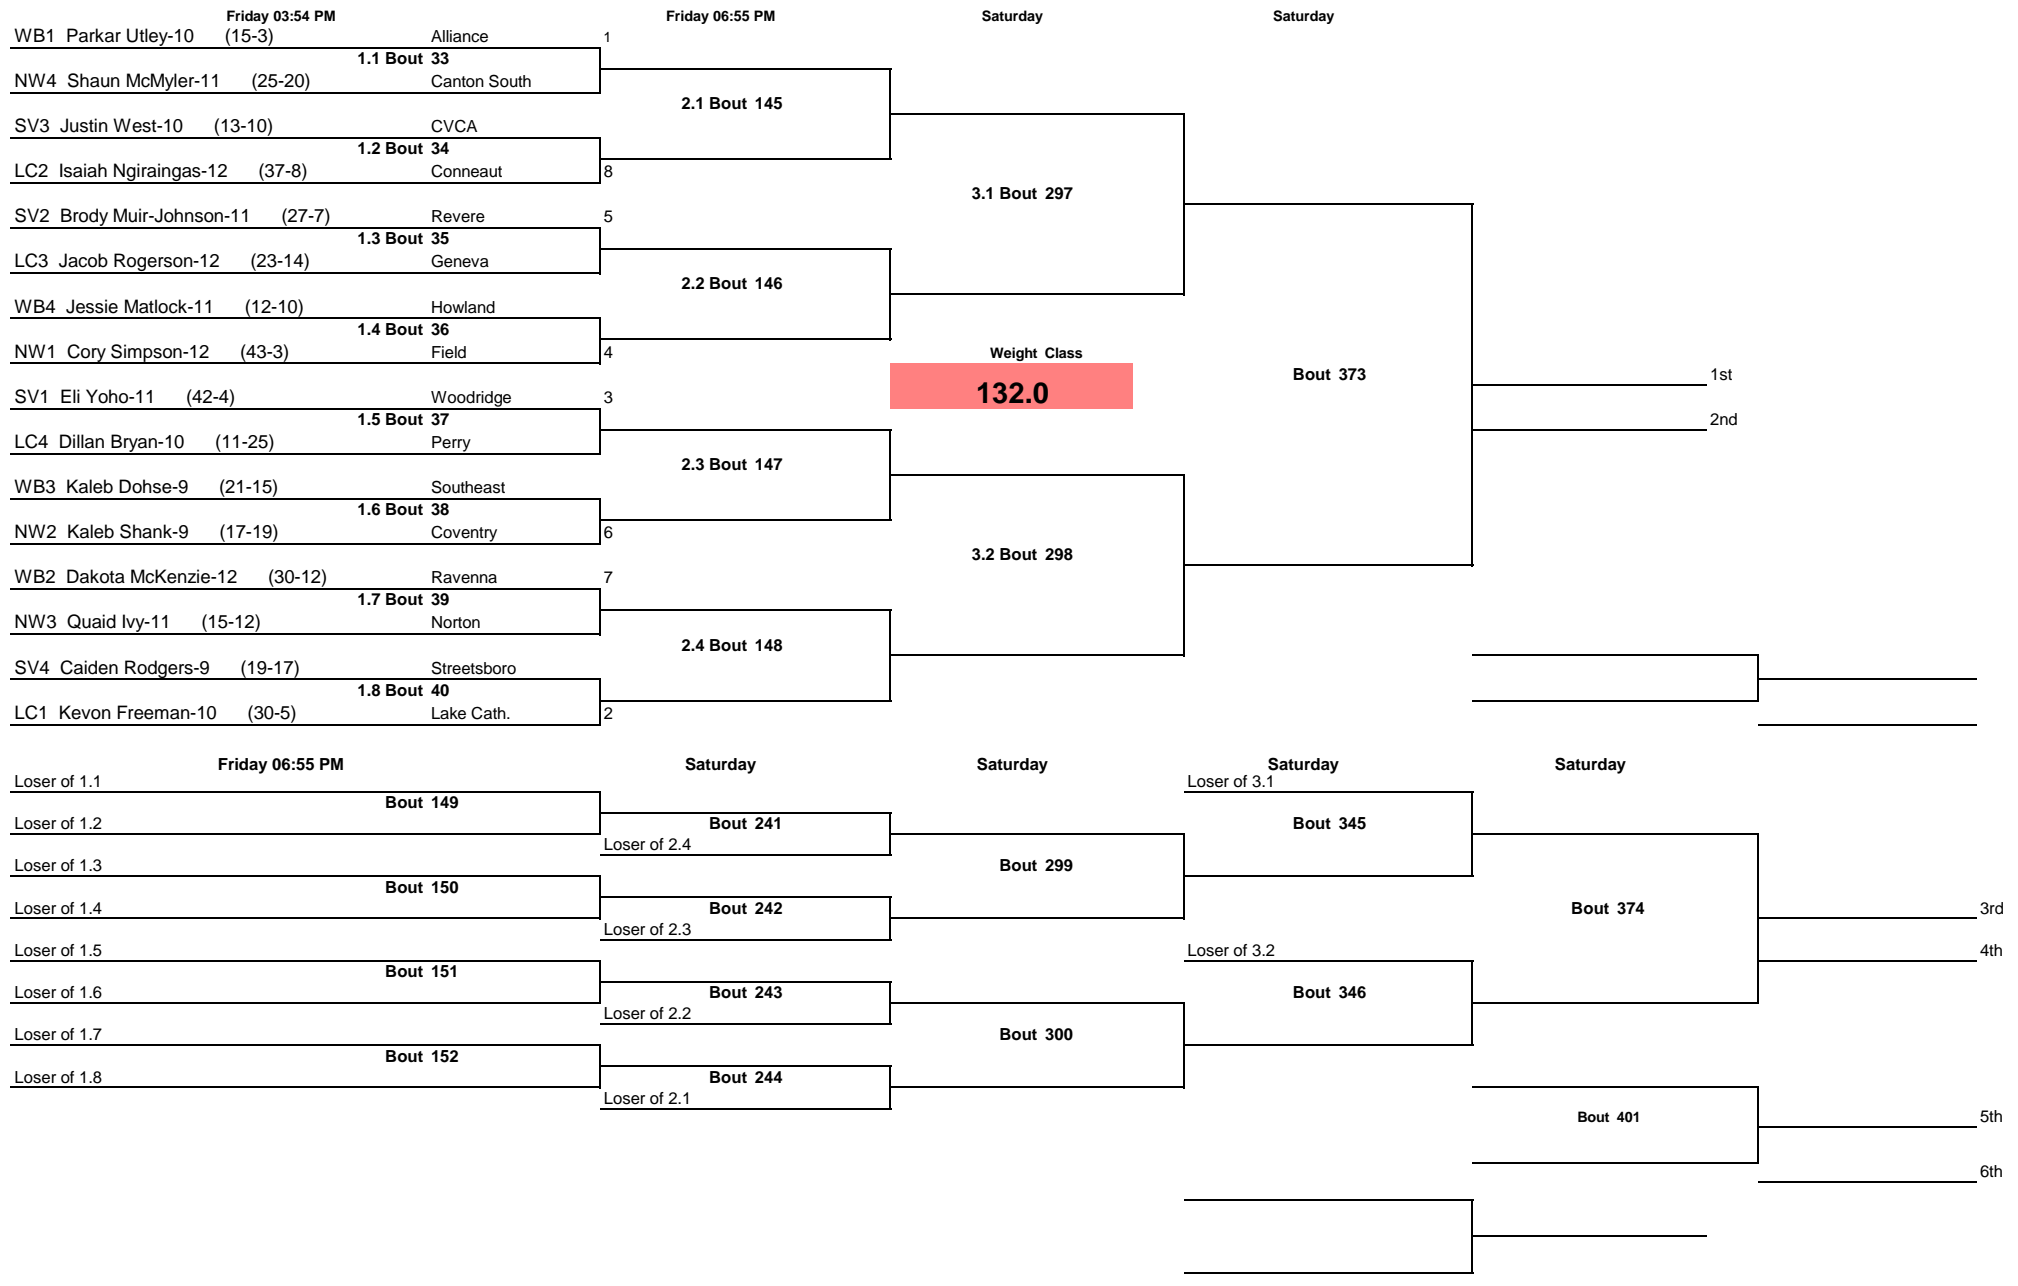 Friday 03:54 PM Friday 06:55 PM Saturday Saturday
WB1 Parkar Utley-10 (15-3) Alliance 1
1.1 Bout 33
NW4 Shaun McMyler-11 (25-20) Canton South
2.1 Bout 145
SV3 Justin West-10 (13-10) CVCA
1.2 Bout 34
LC2 Isaiah Ngiraingas-12 (37-8) Conneaut 8
3.1 Bout 297
SV2 Brody Muir-Johnson-11 (27-7) Revere 5
1.3 Bout 35
LC3 Jacob Rogerson-12 (23-14) Geneva
2.2 Bout 146
WB4 Jessie Matlock-11 (12-10) Howland
1.4 Bout 36
NW1 Cory Simpson-12 (43-3) Field 4 Weight Class
Bout 373 1st
SV1 Eli Yoho-11 (42-4) Woodridge 3 132.0
1.5 Bout 37 2nd
LC4 Dillan Bryan-10 (11-25) Perry
2.3 Bout 147
WB3 Kaleb Dohse-9 (21-15) Southeast
1.6 Bout 38
NW2 Kaleb Shank-9 (17-19) Coventry 6
3.2 Bout 298
WB2 Dakota McKenzie-12 (30-12) Ravenna 7
1.7 Bout 39
NW3 Quaid Ivy-11 (15-12) Norton
2.4 Bout 148
SV4 Caiden Rodgers-9 (19-17) Streetsboro
1.8 Bout 40
LC1 Kevon Freeman-10 (30-5) Lake Cath. 2
Friday 06:55 PM Saturday Saturday Saturday Saturday
Loser of 1.1 Loser of 3.1
Bout 149
Loser of 1.2 Bout 241 Bout 345
Loser of 2.4
Loser of 1.3 Bout 299
Bout 150
Loser of 1.4 Bout 242 Bout 374 3rd
Loser of 2.3
Loser of 1.5 Loser of 3.2 4th
Bout 151
Loser of 1.6 Bout 243 Bout 346
Loser of 2.2
Loser of 1.7 Bout 300
Bout 152
Loser of 1.8 Bout 244
Loser of 2.1
Bout 401 5th
6th